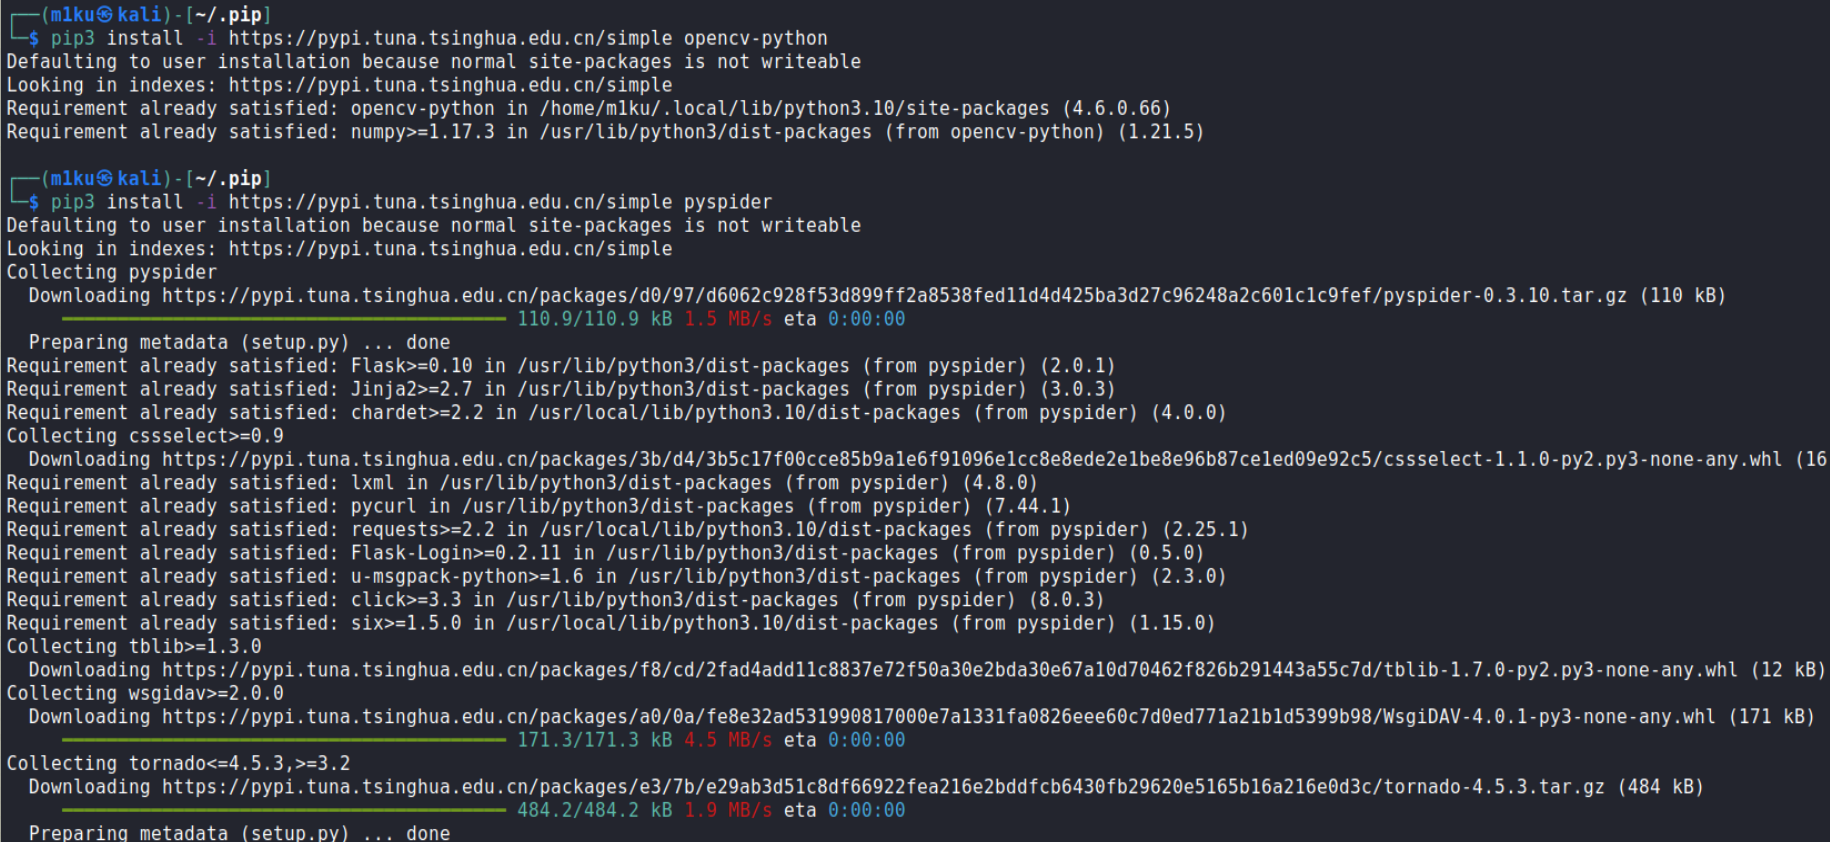 ┌──(m1ku㉿kali)-[~/.pip]
└─$ pip3 install -i https://pypi.tuna.tsinghua.edu.cn/simple opencv-python
Defaulting to user installation because normal site-packages is not writeable
Looking in indexes: https://pypi.tuna.tsinghua.edu.cn/simple
Requirement already satisfied: opencv-python in /home/m1ku/.local/lib/python3.10/site-packages (4.6.0.66)
Requirement already satisfied: numpy>=1.17.3 in /usr/lib/python3/dist-packages (from opencv-python) (1.21.5)
┌──(m1ku㉿kali)-[~/.pip]
└─$ pip3 install -i https://pypi.tuna.tsinghua.edu.cn/simple pyspider
Defaulting to user installation because normal site-packages is not writeable
Looking in indexes: https://pypi.tuna.tsinghua.edu.cn/simple
Collecting pyspider
  Downloading https://pypi.tuna.tsinghua.edu.cn/packages/d0/97/d6062c928f53d899ff2a8538fed11d4d425ba3d27c96248a2c601c1c9fef/pyspider-0.3.10.tar.gz (110 kB)
110.9/110.9 kB 1.5 MB/s eta 0:00:00
  Preparing metadata (setup.py) ... done
Requirement already satisfied: Flask>=0.10 in /usr/lib/python3/dist-packages (from pyspider) (2.0.1)
Requirement already satisfied: Jinja2>=2.7 in /usr/lib/python3/dist-packages (from pyspider) (3.0.3)
Requirement already satisfied: chardet>=2.2 in /usr/local/lib/python3.10/dist-packages (from pyspider) (4.0.0)
Collecting cssselect>=0.9
  Downloading https://pypi.tuna.tsinghua.edu.cn/packages/3b/d4/3b5c17f00cce85b9a1e6f91096e1cc8e8ede2e1be8e96b87ce1ed09e92c5/cssselect-1.1.0-py2.py3-none-any.whl (16
Requirement already satisfied: lxml in /usr/lib/python3/dist-packages (from pyspider) (4.8.0)
Requirement already satisfied: pycurl in /usr/lib/python3/dist-packages (from pyspider) (7.44.1)
Requirement already satisfied: requests>=2.2 in /usr/local/lib/python3.10/dist-packages (from pyspider) (2.25.1)
Requirement already satisfied: Flask-Login>=0.2.11 in /usr/lib/python3/dist-packages (from pyspider) (0.5.0)
Requirement already satisfied: u-msgpack-python>=1.6 in /usr/lib/python3/dist-packages (from pyspider) (2.3.0)
Requirement already satisfied: click>=3.3 in /usr/lib/python3/dist-packages (from pyspider) (8.0.3)
Requirement already satisfied: six>=1.5.0 in /usr/local/lib/python3.10/dist-packages (from pyspider) (1.15.0)
Collecting tblib>=1.3.0
  Downloading https://pypi.tuna.tsinghua.edu.cn/packages/f8/cd/2fad4add11c8837e72f50a30e2bda30e67a10d70462f826b291443a55c7d/tblib-1.7.0-py2.py3-none-any.whl (12 kB)
Collecting wsgidav>=2.0.0
  Downloading https://pypi.tuna.tsinghua.edu.cn/packages/a0/0a/fe8e32ad531990817000e7a1331fa0826eee60c7d0ed771a21b1d5399b98/WsgiDAV-4.0.1-py3-none-any.whl (171 kB)
171.3/171.3 kB 4.5 MB/s eta 0:00:00
Collecting tornado<=4.5.3,>=3.2
  Downloading https://pypi.tuna.tsinghua.edu.cn/packages/e3/7b/e29ab3d51c8df66922fea216e2bddfcb6430fb29620e5165b16a216e0d3c/tornado-4.5.3.tar.gz (484 kB)
484.2/484.2 kB 1.9 MB/s eta 0:00:00
  Preparing metadata (setup.py) ... done